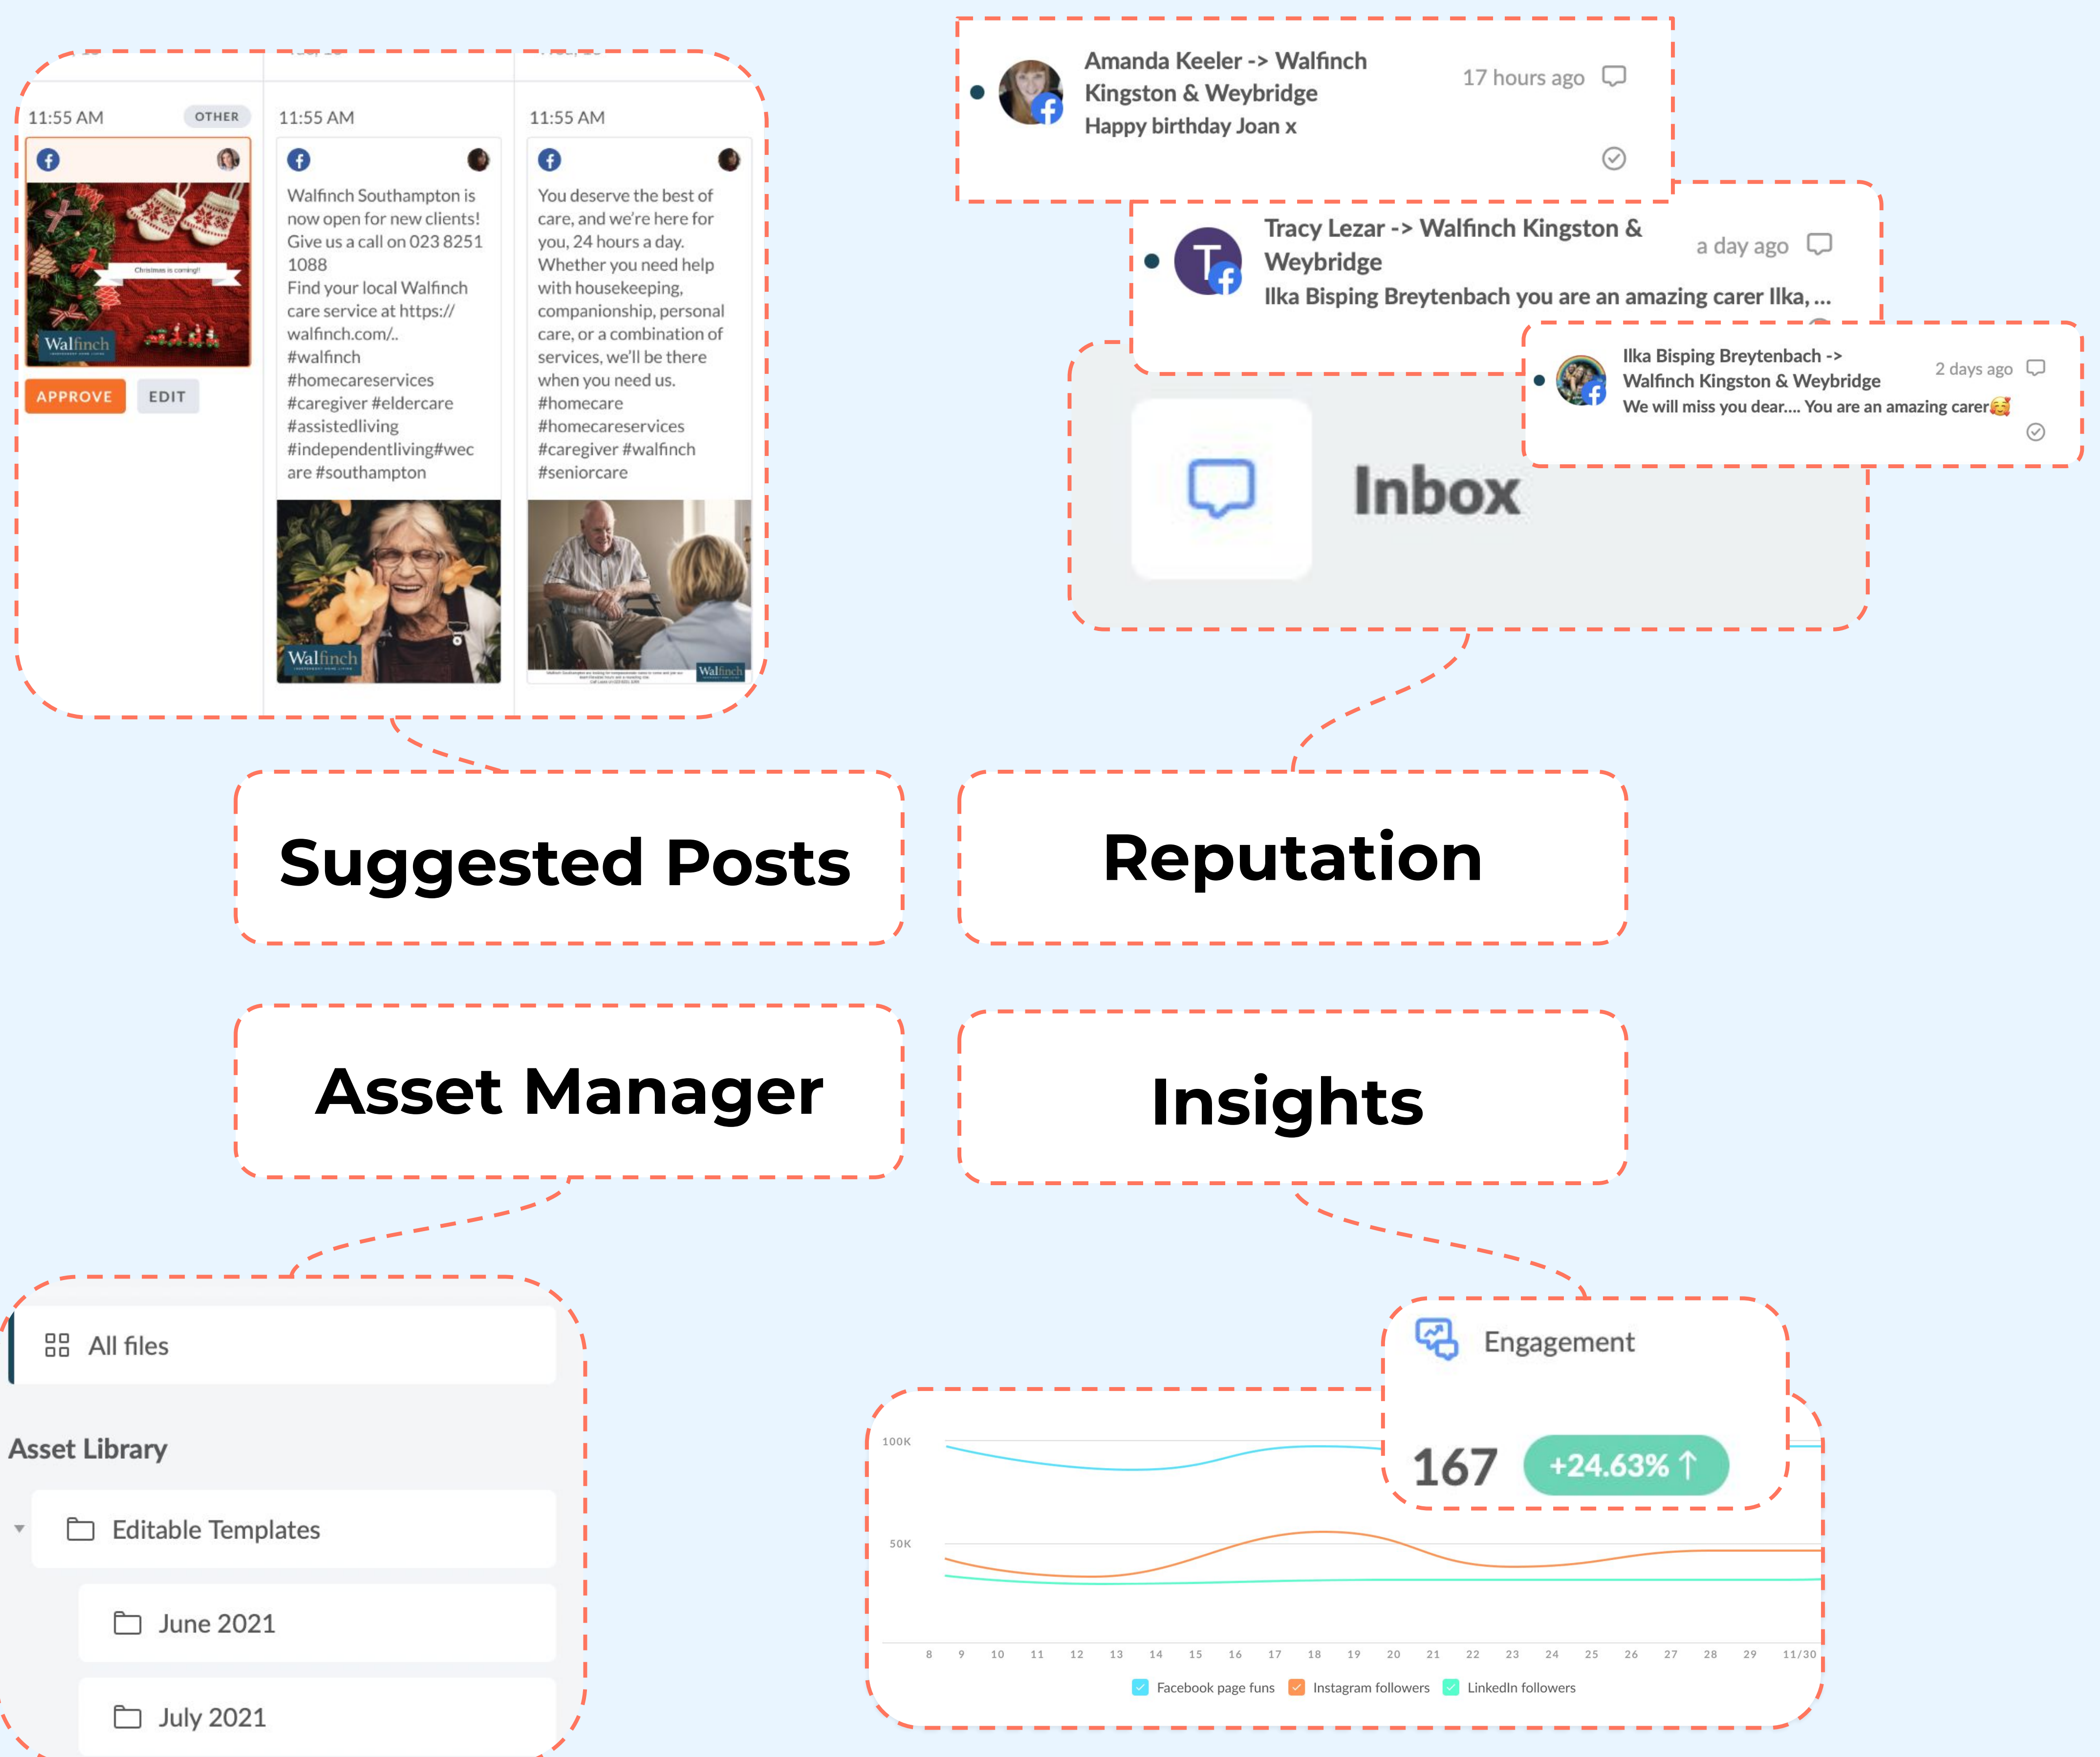 11:55 AM
OTHER
Christmas is coming!!
Walfinch
APPROVE
EDIT
11:55 AM
Walfinch Southampton is
now open for new clients!
Give us a call on 023 8251
1088
Find your local Walfinch
care service at https://
walfinch.com/..
#walfinch
#homecareservices
#caregiver #eldercare
#assistedliving
#independentliving#wec
are #southampton
Walfinch
11:55 AM
You deserve the best of
care, and we're here for
you, 24 hours a day.
Whether you need help
with housekeeping,
companionship, personal
care, or a combination of
services, we'll be there
when you need us.
#homecare
#homecareservices
#caregiver #walfinch
#seniorcare
Walfinch
Amanda Keeler -> Walfinch
Kingston & Weybridge
Happy birthday Joan x
17 hours ago
T
Tracy Lezar -> Walfinch Kingston &
Weybridge
Ilka Bisping Breytenbach you are an amazing carer Ilka, ...
a day ago
Ilka Bisping Breytenbach ->
Walfinch Kingston & Weybridge
We will miss you dear.... You are an amazing carer🥰
2 days ago
Inbox
Suggested Posts
Reputation
Asset Manager
Insights
All files
Asset Library
Editable Templates
June 2021
July 2021
Engagement
167
+24.63% ↑
100K
50K
8 9 10 11 12 13 14 15 16 17 18 19 20 21 22 23 24 25 26 27 28 29 11/30
Facebook page funs
Instagram followers
LinkedIn followers